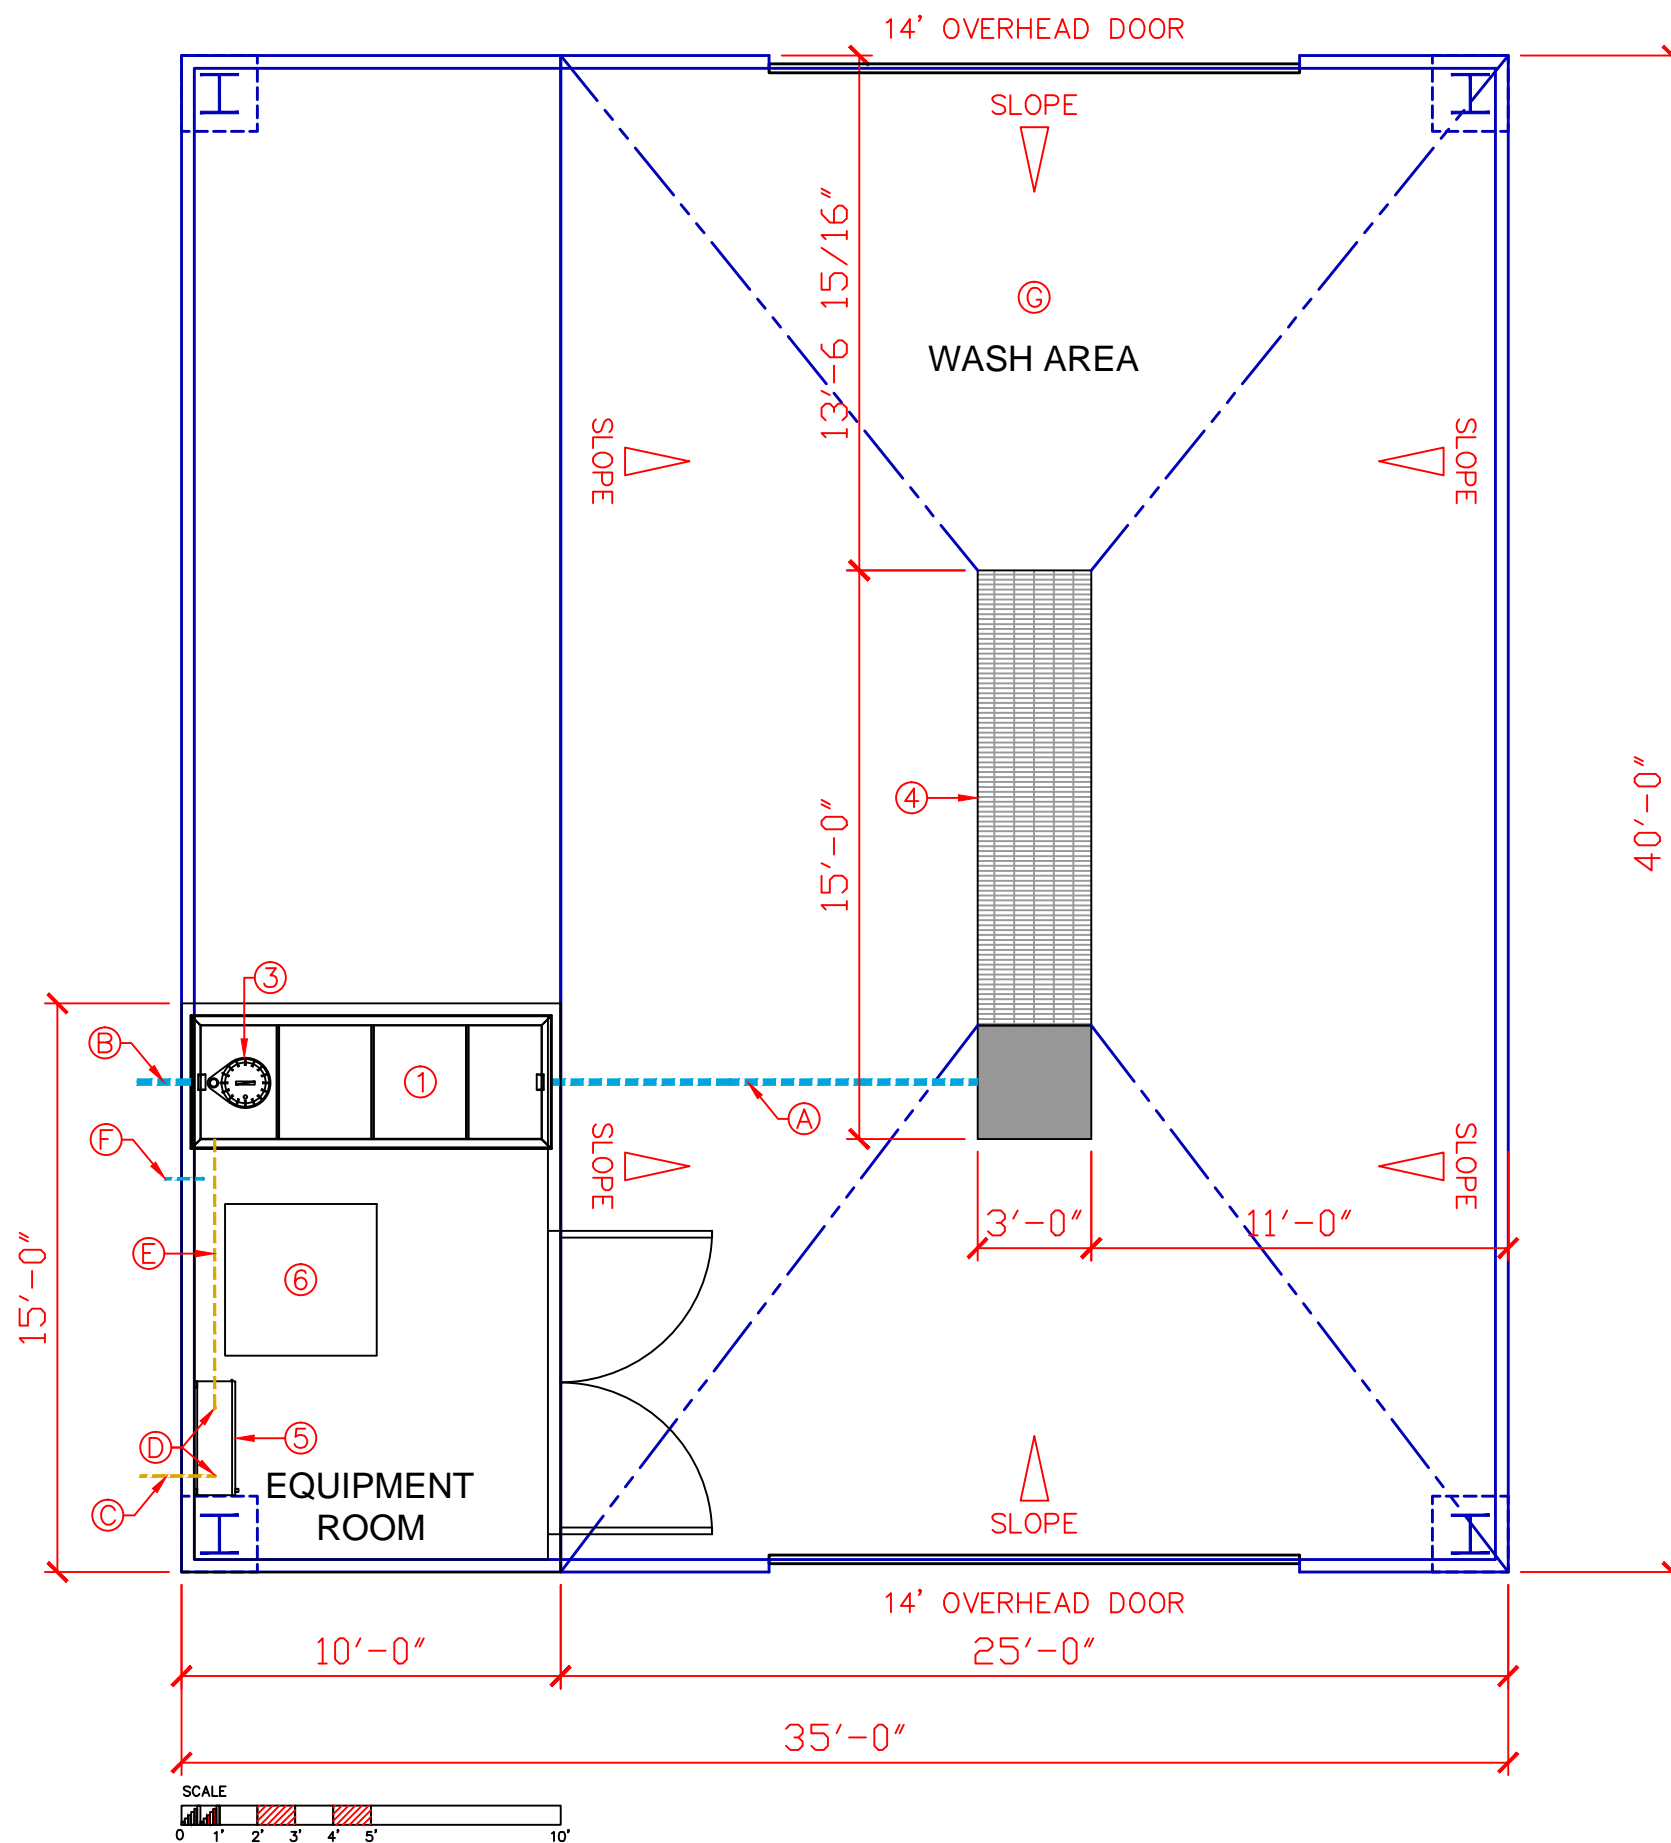 14' OVERHEAD DOOR
SLOPE
13'-6 15/16"
G
WASH AREA
SLOPE
SLOPE
4
15'-0"
40'-0"
3
B
1
A
F
SLOPE
SLOPE
3'-0"
11'-0"
E
6
15'-0"
D
5
C
EQUIPMENT
ROOM
SLOPE
14' OVERHEAD DOOR
10'-0"
25'-0"
35'-0"
SCALE
0 1' 2' 3' 4' 5' 10'